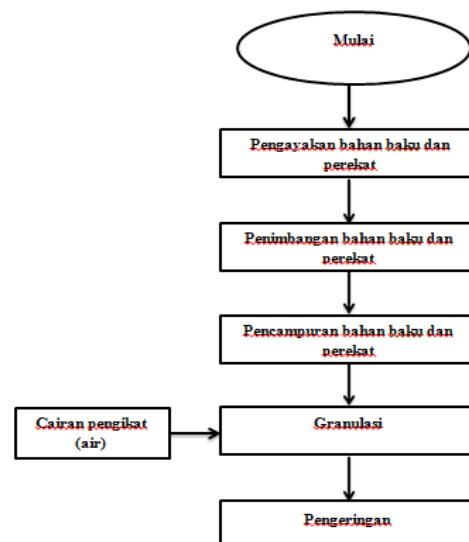 Mulai
Pengayakan bahan baku dan
perekat
Penimbangan bahan baku dan
perekat
Pencampuran bahan baku dan
perekat
Cairan pengikat
(air)
Granulasi
Pengeringan